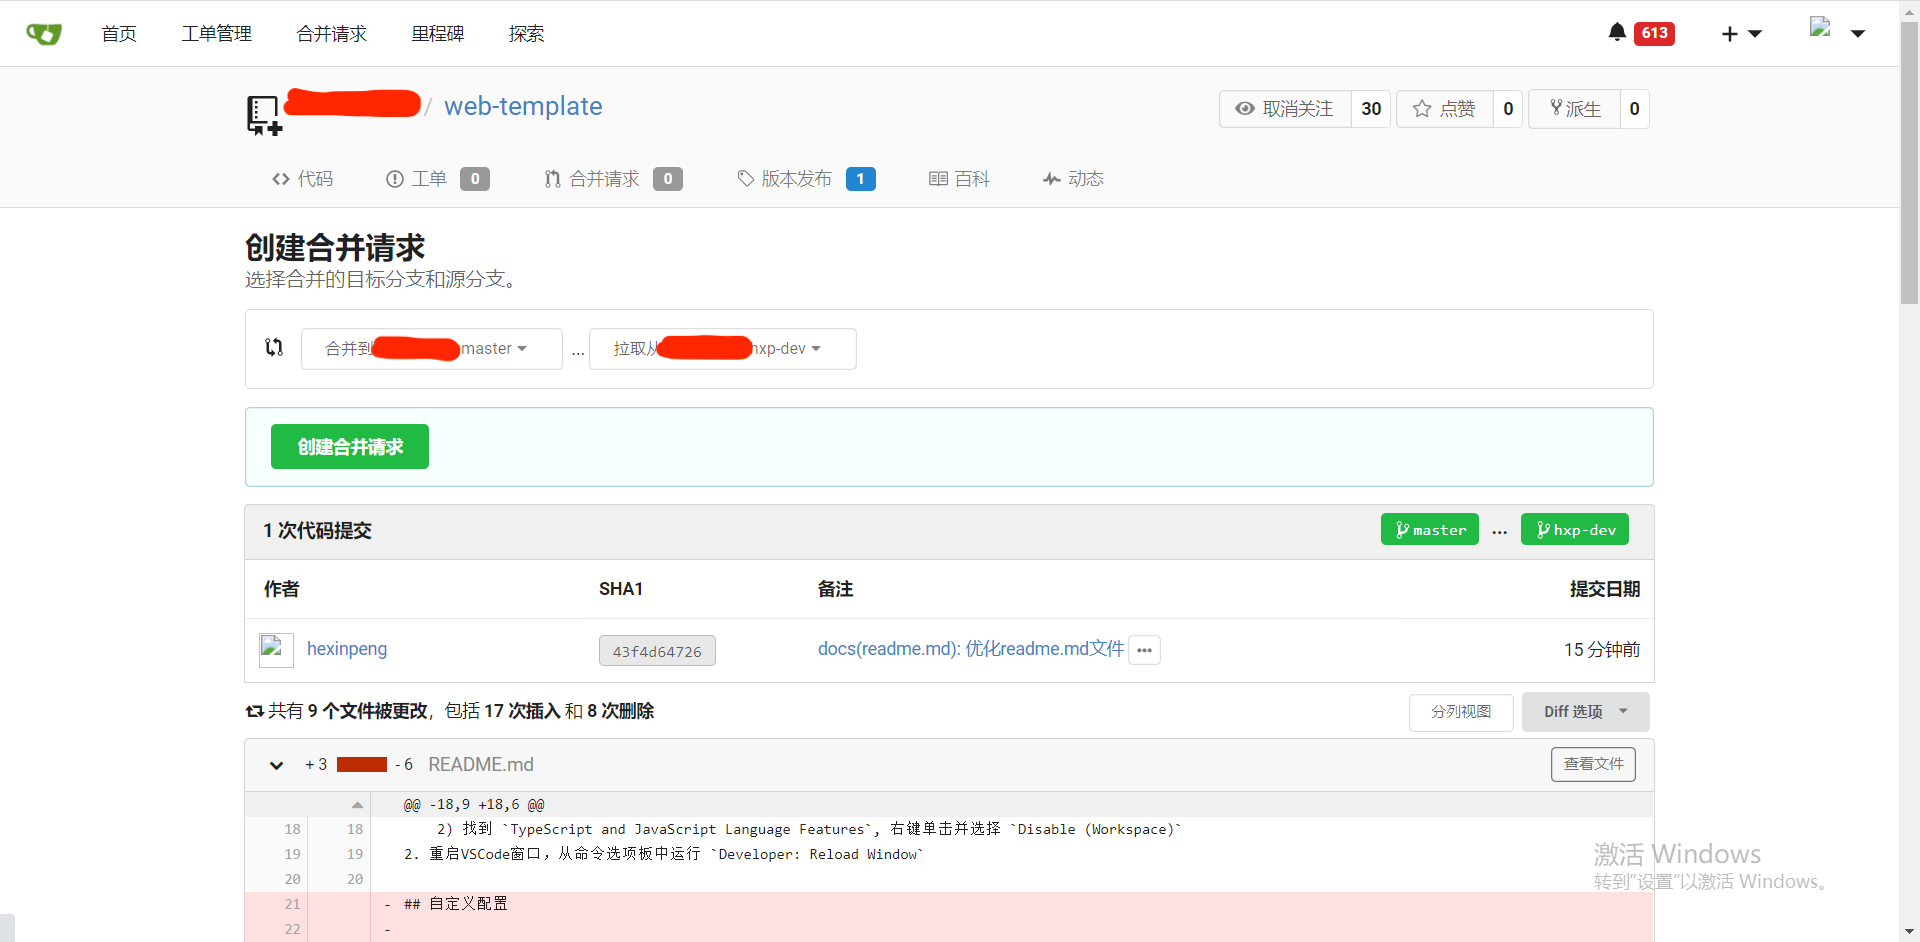 首页 工单管理 合并请求 里程碑 探索 613
/ web-template 取消关注 30 点赞 0 派生 0
代码 工单 0 合并请求 0 版本发布 1 百科 动态
创建合并请求
选择合并的目标分支和源分支。
合并到 master ... 拉取从 hxp-dev
创建合并请求
1 次代码提交 master ... hxp-dev
作者 SHA1 备注 提交日期
hexinpeng 43f4d64726 docs(readme.md): 优化readme.md文件 ... 15 分钟前
共有 9 个文件被更改，包括 17 次插入 和 8 次删除 分列视图 Diff 选项
+ 3 - 6 README.md 查看文件
@@ -18,9 +18,6 @@
18 18 2) 找到 `TypeScript and JavaScript Language Features`, 右键单击并选择 `Disable (Workspace)`
19 19 2. 重启VSCode窗口，从命令选项板中运行 `Developer: Reload Window`
20 20
21 - ## 自定义配置
22 -
激活 Windows
转到“设置”以激活 Windows。